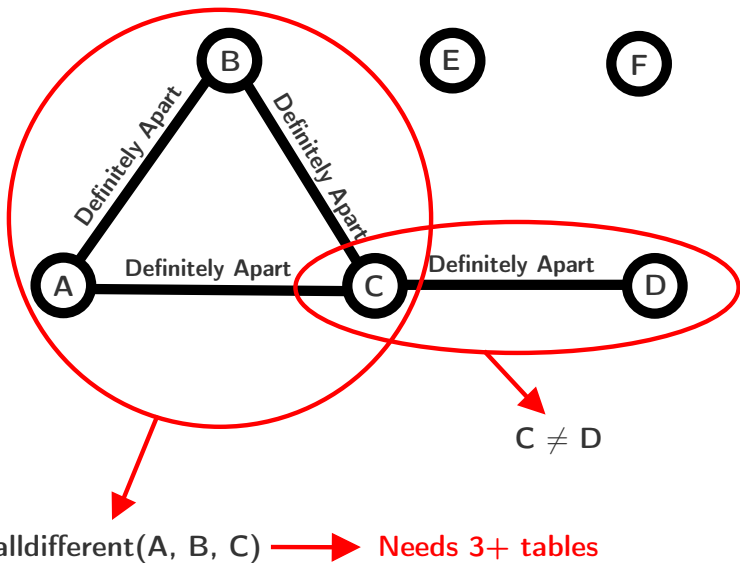 B
E
F
Definitely Apart
Definitely Apart
A
Definitely Apart
C
Definitely Apart
D
C ≠ D
alldifferent(A, B, C)
Needs 3+ tables